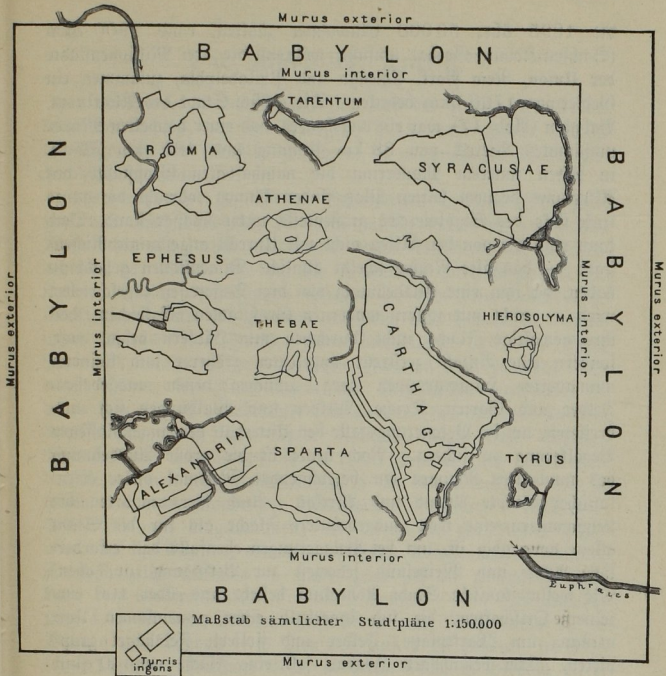 Murus exterior
BABYLON
Murus interior
TARENTUM
ROMA
SYRACUSAE
BABYLON
BABYLON
ATHENAE
EPHESUS
Murus exterior
Murus interior
Murus interior
Murus exterior
THEBAE
CARTHAGO
HIEROSOLYMA
ALEXANDRIA
SPARTA
TYRUS
Murus interior
Euphrates
BABYLON
Maßstab sämtlicher Stadtpläne 1:150.000
Turris
ingens
Murus exterior